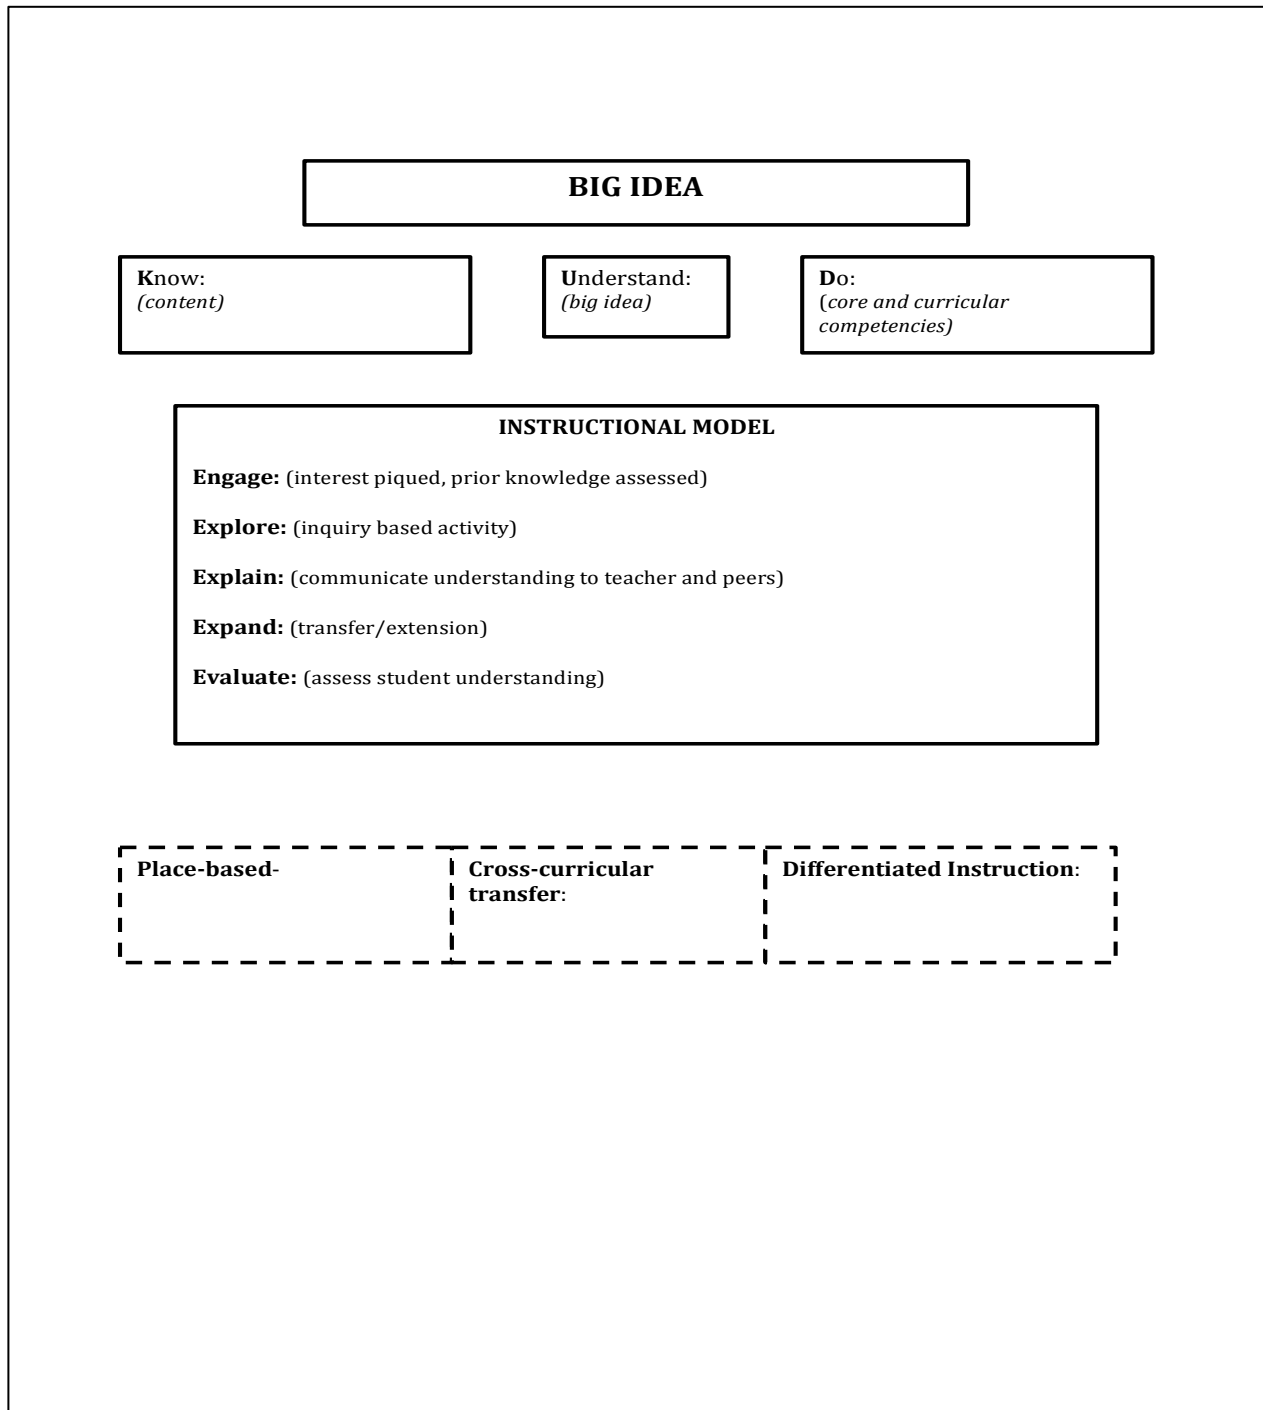 BIG IDEA
Know:
(content)
Understand:
(big idea)
Do:
(core and curricular
competencies)
INSTRUCTIONAL MODEL
Engage: (interest piqued, prior knowledge assessed)
Explore: (inquiry based activity)
Explain: (communicate understanding to teacher and peers)
Expand: (transfer/extension)
Evaluate: (assess student understanding)
Place-based-
Cross-curricular
transfer:
Differentiated Instruction: